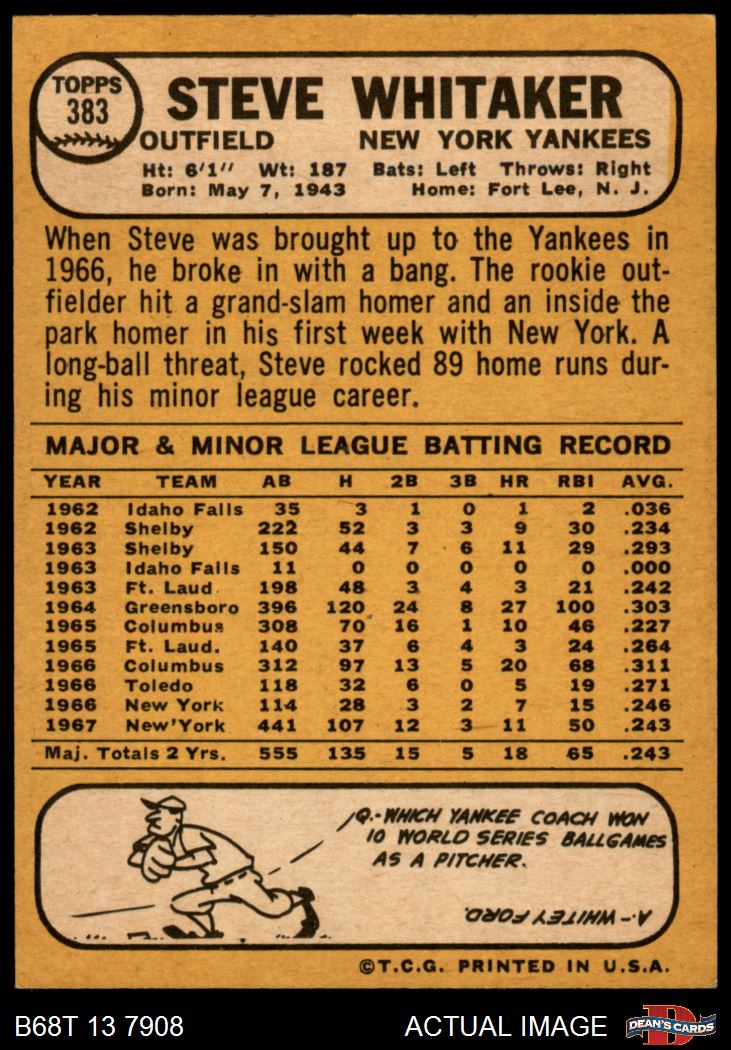 TOPPS
383
STEVE WHITAKER
OUTFIELD NEW YORK YANKEES
Ht: 6'1" Wt: 187 Bats: Left Throws: Right
Born: May 7, 1943 Home: Fort Lee, N. J.
When Steve was brought up to the Yankees in
1966, he broke in with a bang. The rookie out-
fielder hit a grand-slam homer and an inside the
park homer in his first week with New York. A
long-ball threat, Steve rocked 89 home runs dur-
ing his minor league career.
MAJOR & MINOR LEAGUE BATTING RECORD
YEAR TEAM AB H 2B 3B HR RBI AVG.
1962 Idaho Falls 35 3 1 0 1 2 .036
1962 Shelby 222 52 3 3 9 30 .234
1963 Shelby 150 44 7 6 11 29 .293
1963 Idaho Falls 11 0 0 0 0 0 .000
1963 Ft. Laud. 198 48 3 4 3 21 .242
1964 Greensboro 396 120 24 8 27 100 .303
1965 Columbus 308 70 16 1 10 46 .227
1965 Ft. Laud. 140 37 6 4 3 24 .264
1966 Columbus 312 97 13 5 20 68 .311
1966 Toledo 118 32 6 0 5 19 .271
1966 New York 114 28 3 2 7 15 .246
1967 New York 441 107 12 3 11 50 .243
Maj. Totals 2 Yrs. 555 135 15 5 18 65 .243
Q.- WHICH YANKEE COACH WON
10 WORLD SERIES BALLGAMES
AS A PITCHER.
A.- WHITEY FORD.
©T.C.G. PRINTED IN U.S.A.
B68T 13 7908 ACTUAL IMAGE
D
DEAN'S CARDS